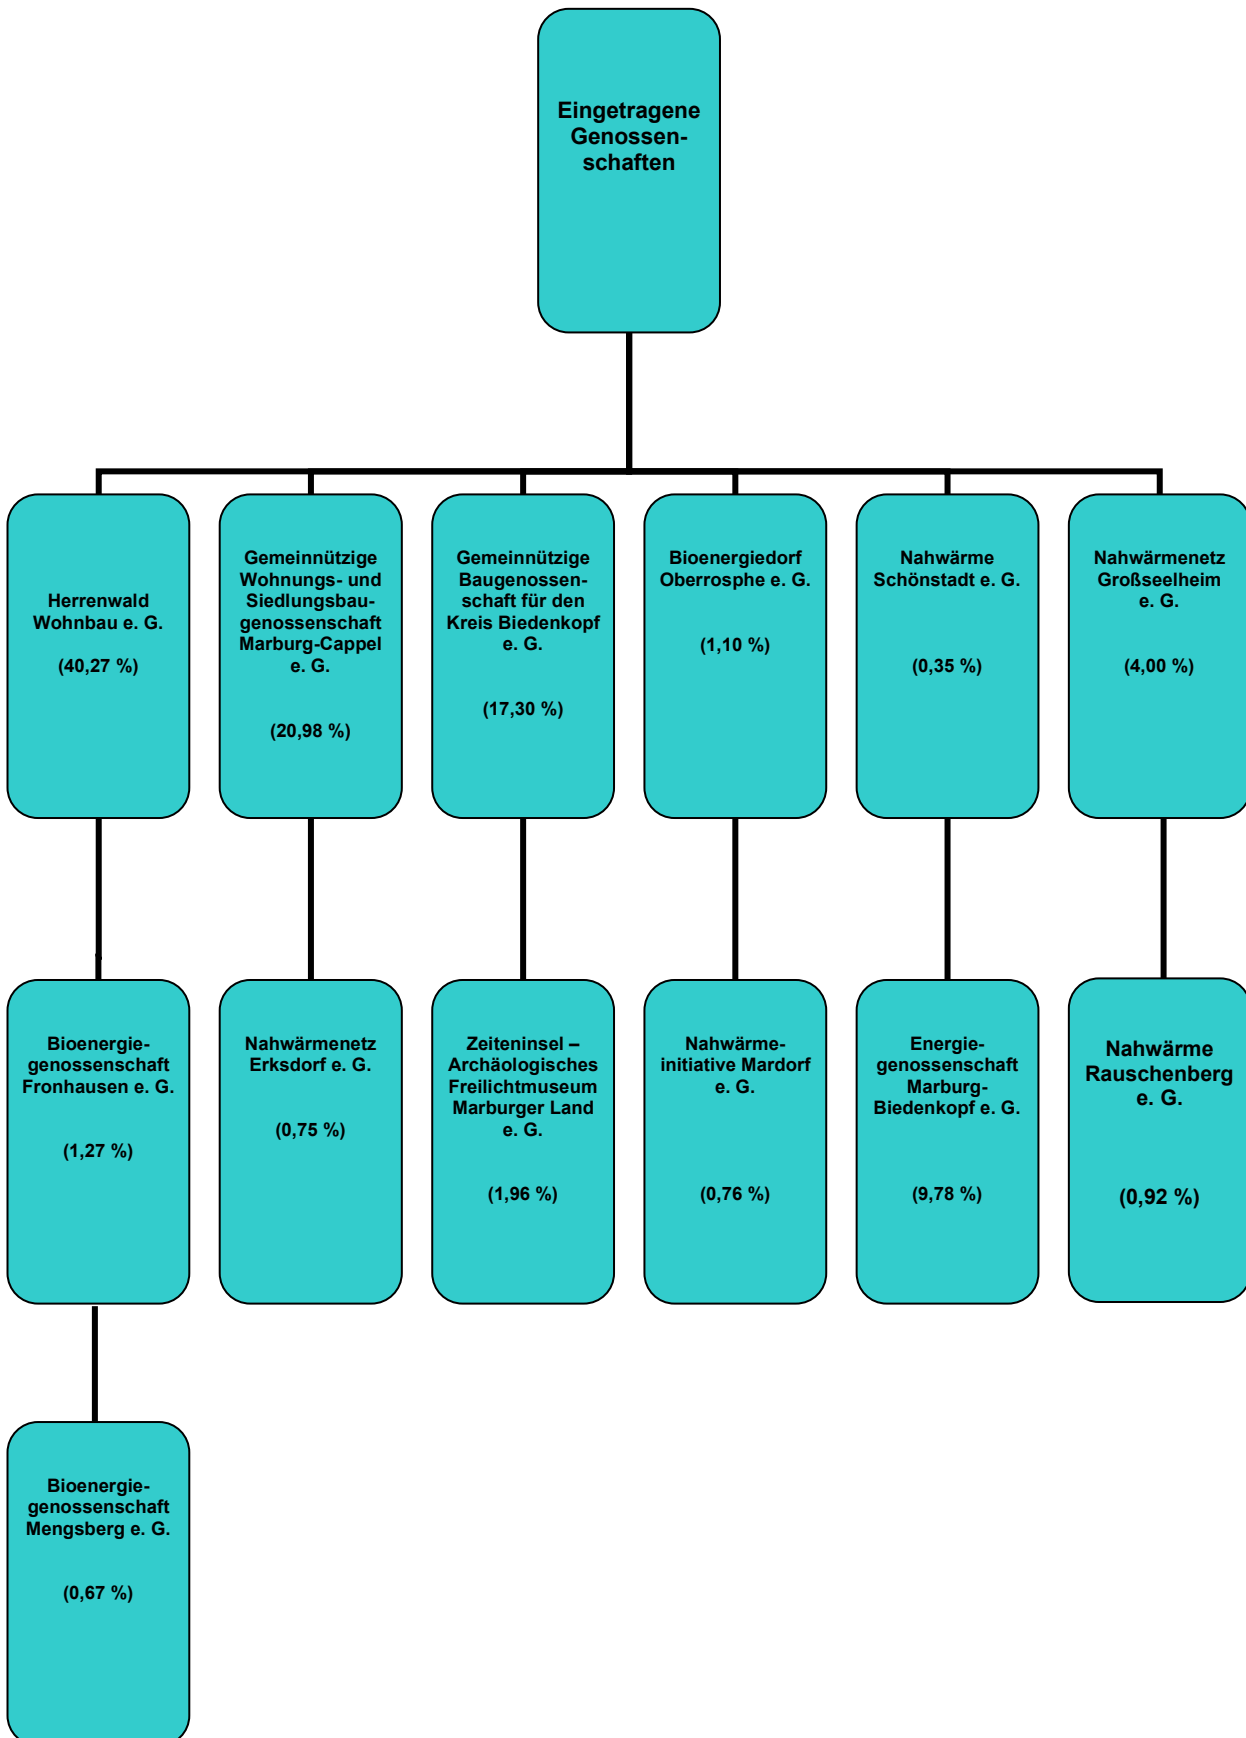 Eingetragene
Genossen-
schaften
Herrenwald
Wohnbau e. G.
(40,27 %)
Gemeinnützige
Wohnungs- und
Siedlungsbau-
genossenschaft
Marburg-Cappel
e. G.
(20,98 %)
Gemeinnützige
Baugenossen-
schaft für den
Kreis Biedenkopf
e. G.
(17,30 %)
Bioenergiedorf
Oberrosphe e. G.
(1,10 %)
Nahwärme
Schönstadt e. G.
(0,35 %)
Nahwärmenetz
Großseelheim
e. G.
(4,00 %)
Bioenergie-
genossenschaft
Fronhausen e. G.
(1,27 %)
Nahwärmenetz
Erksdorf e. G.
(0,75 %)
Zeiteninsel –
Archäologisches
Freilichtmuseum
Marburger Land
e. G.
(1,96 %)
Nahwärme-
initiative Mardorf
e. G.
(0,76 %)
Energie-
genossenschaft
Marburg-
Biedenkopf e. G.
(9,78 %)
Nahwärme
Rauschenberg
e. G.
(0,92 %)
Bioenergie-
genossenschaft
Mengsberg e. G.
(0,67 %)